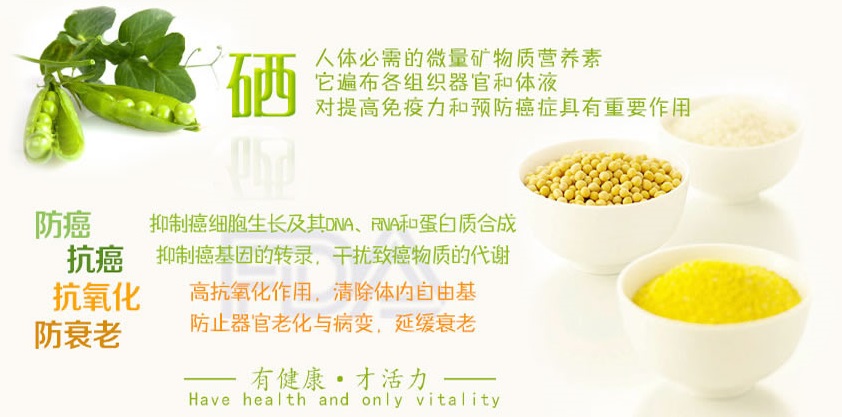 硒
人体必需的微量矿物质营养素
它遍布各组织器官和体液
对提高免疫力和预防癌症具有重要作用
防癌
抗癌
抑制癌细胞生长及其DNA、RNA和蛋白质合成
抑制癌基因的转录，干扰致癌物质的代谢
抗氧化
防衰老
高抗氧化作用，清除体内自由基
防止器官老化与病变，延缓衰老
FDA
有健康·才活力
Have health and only vitality